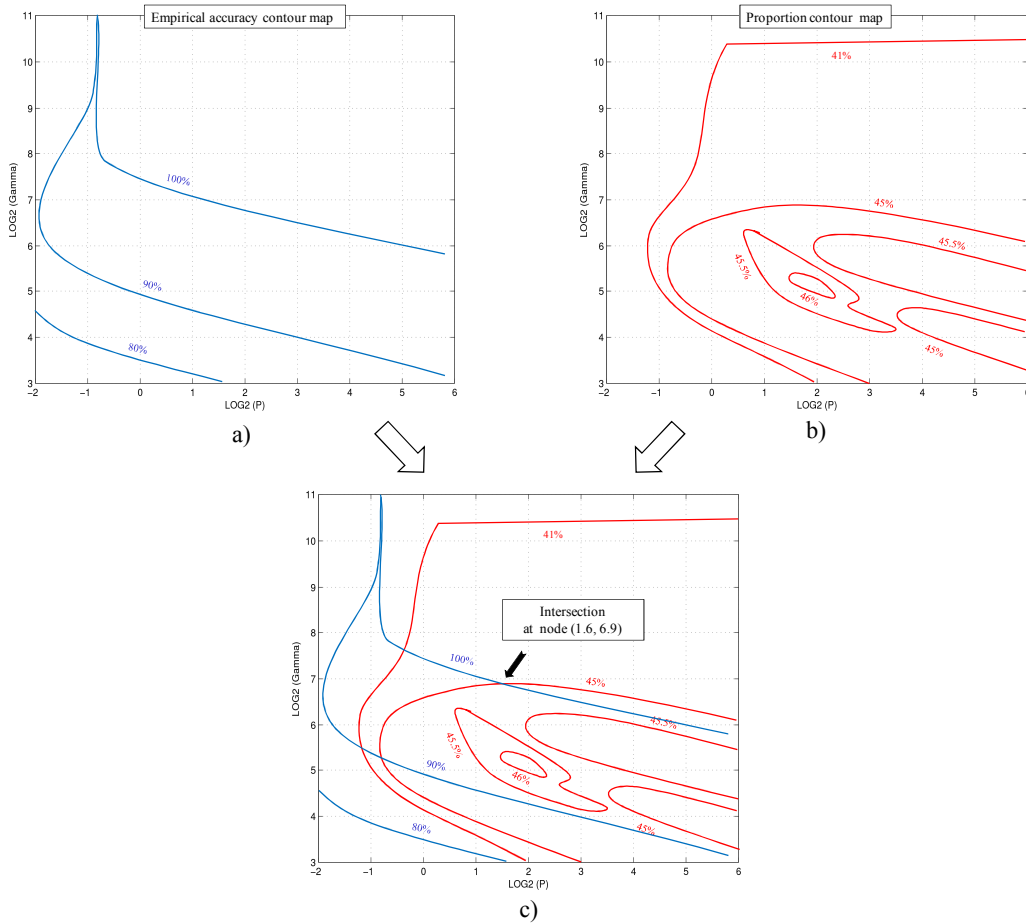 Empirical accuracy contour map
11
10
9
8
7
6
5
4
3
LOG2 (Gamma)
100%
90%
80%
-2 -1 0 1 2 3 4 5 6
LOG2 (P)
a)
Proportion contour map
11
10
9
8
7
6
5
4
3
LOG2 (Gamma)
41%
45%
45.5%
45.5%
46%
45%
-2 -1 0 1 2 3 4 5 6
LOG2 (P)
b)
11
10
9
8
7
6
5
4
3
LOG2 (Gamma)
41%
Intersection
at node (1.6, 6.9)
100%
45%
45.5%
45.5%
90%
46%
80%
45%
-2 -1 0 1 2 3 4 5 6
LOG2 (P)
c)